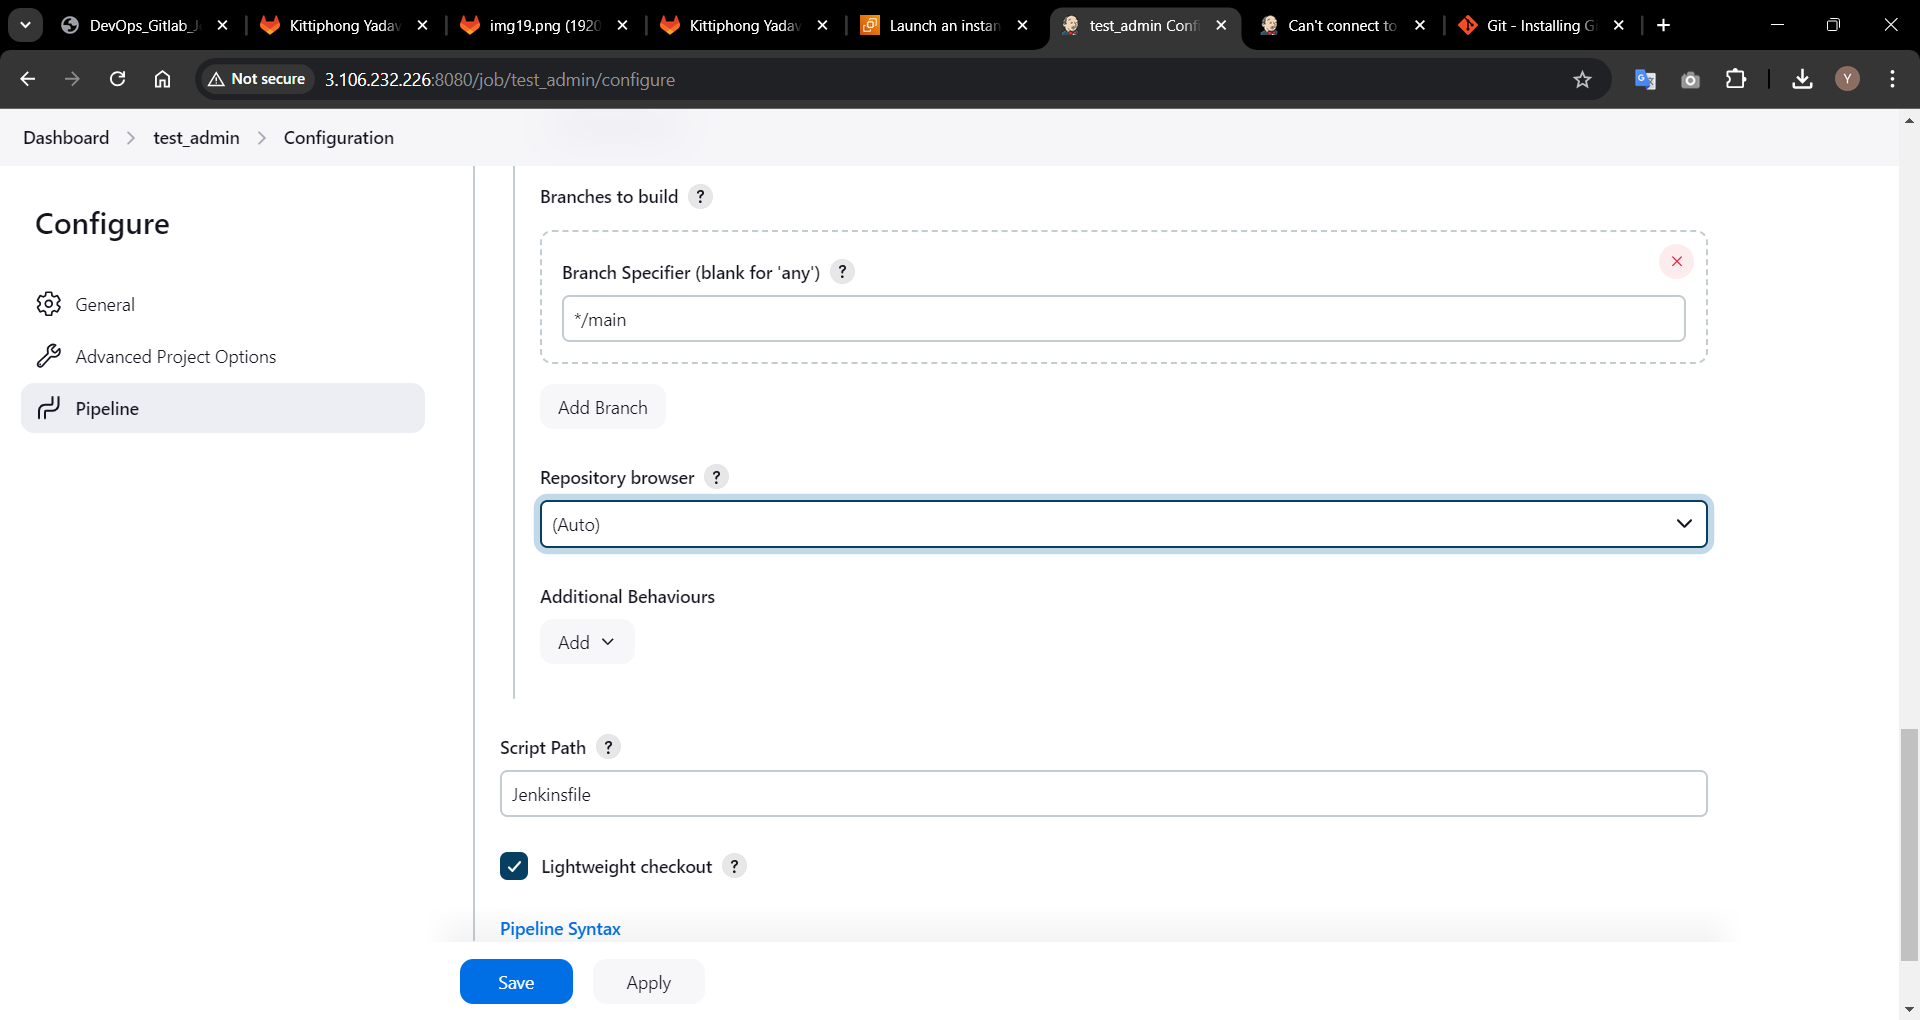 DevOps_Gitlab_J
Kittiphong Yadav
img19.png (1920
Kittiphong Yadav
Launch an instan
test_admin Confi
Can't connect to
Git - Installing Gi
Not secure
3.106.232.226:8080/job/test_admin/configure
Y
Dashboard > test_admin > Configuration
Configure
General
Advanced Project Options
Pipeline
Branches to build ?
Branch Specifier (blank for 'any') ?
*/main
Add Branch
Repository browser ?
(Auto)
Additional Behaviours
Add
Script Path ?
Jenkinsfile
Lightweight checkout ?
Pipeline Syntax
Save
Apply